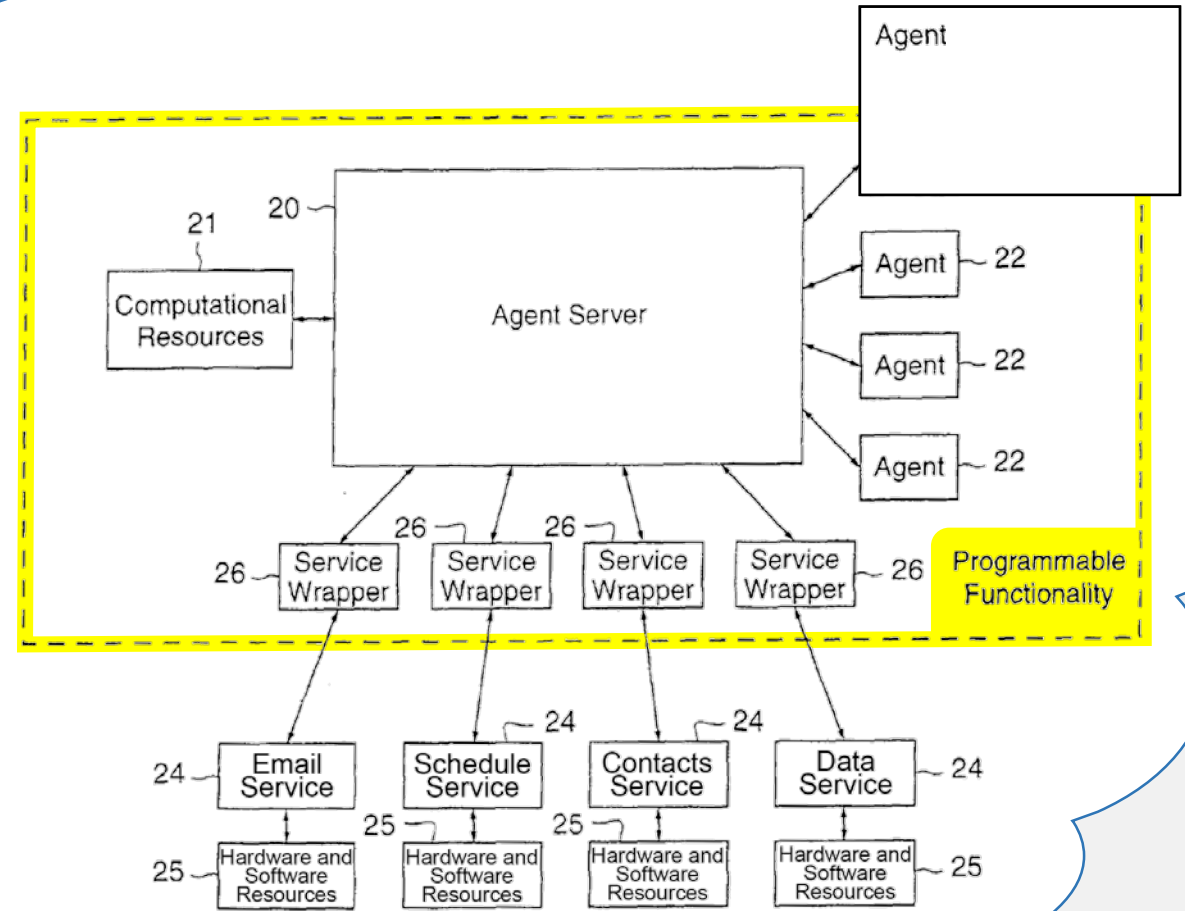 Agent
20
21
Computational
Resources
Agent Server
Agent
22
Agent
22
Agent
22
26
Service
Wrapper
26
Service
Wrapper
26
Service
Wrapper
Service
Wrapper
26
Programmable
Functionality
24
Email
Service
24
Schedule
Service
24
Contacts
Service
Data
Service
24
25
Hardware and
Software
Resources
25
Hardware and
Software
Resources
25
Hardware and
Software
Resources
Hardware and
Software
Resources
25